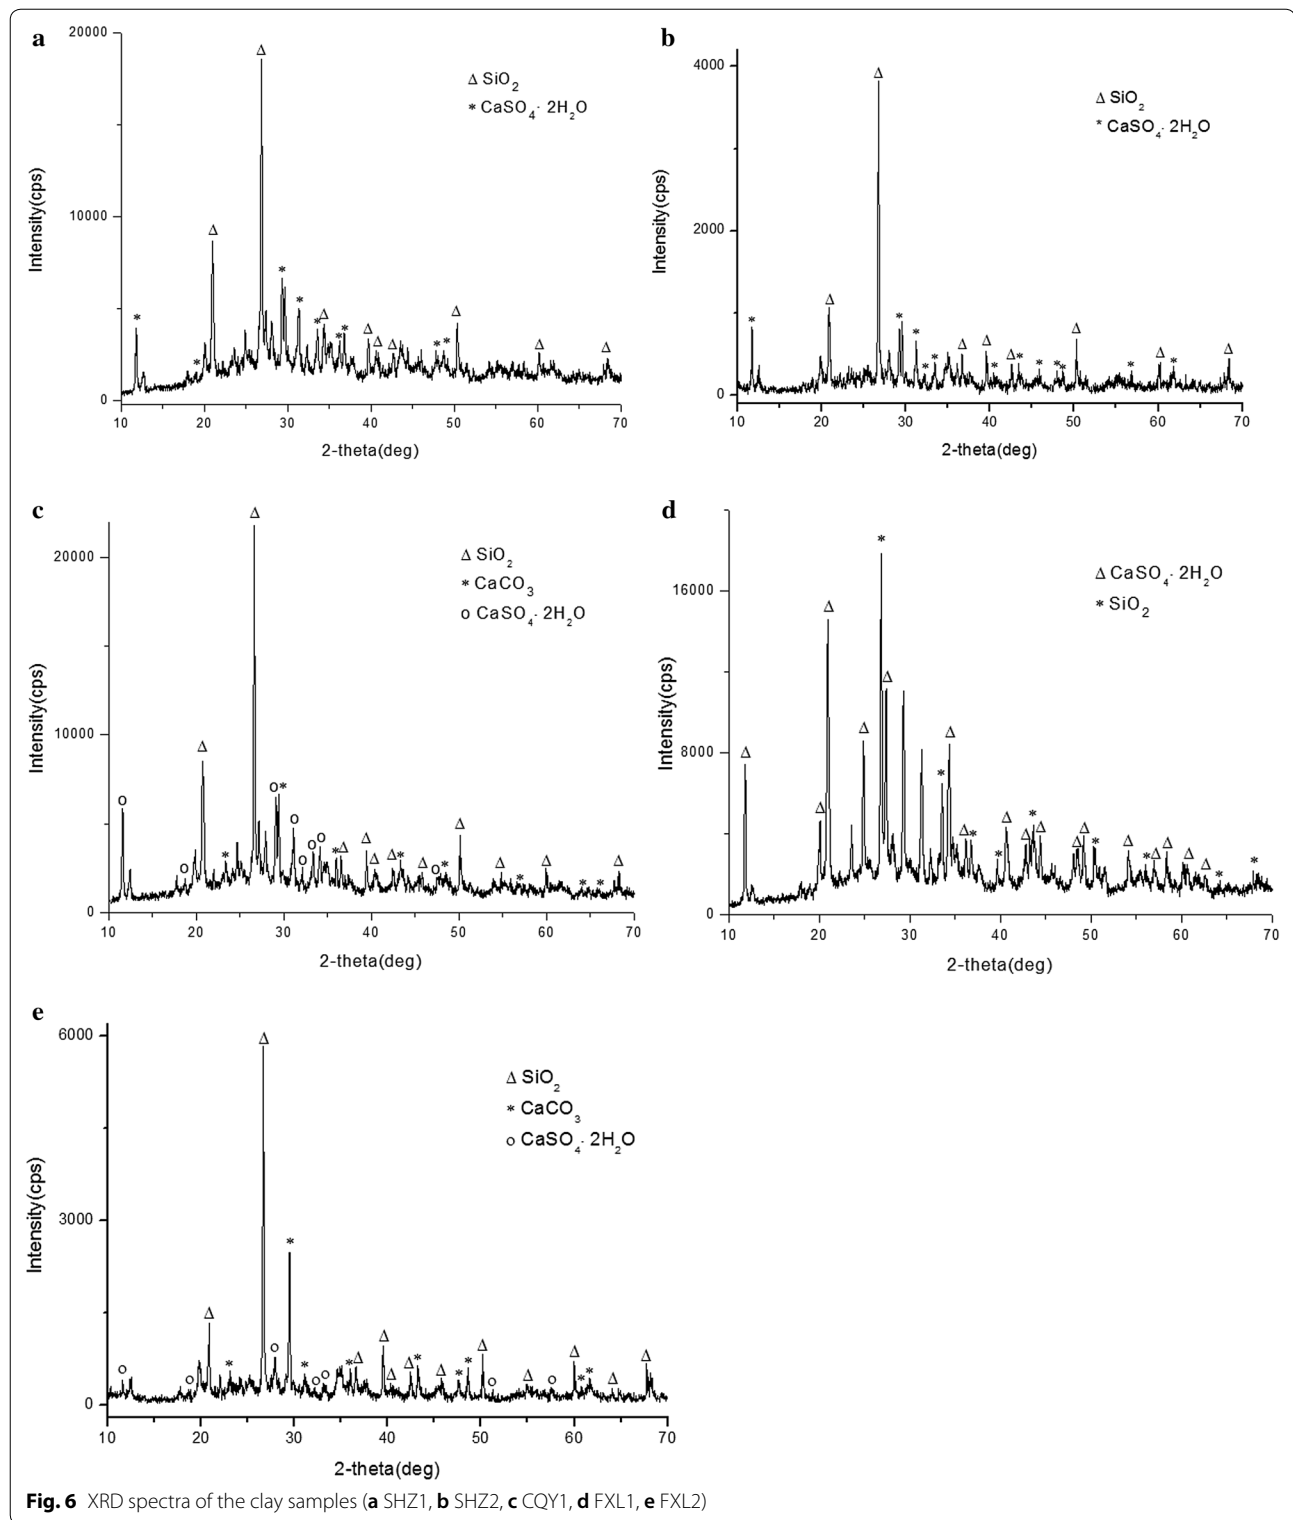 a
20000
10000
0
Intensity(cps)
Δ SiO2
* CaSO4· 2H2O
10 20 30 40 50 60 70
2-theta(deg)
b
4000
2000
0
Intensity(cps)
Δ SiO2
* CaSO4· 2H2O
10 20 30 40 50 60 70
2-theta(deg)
c
20000
10000
0
Intensity(cps)
Δ SiO2
* CaCO3
o CaSO4· 2H2O
10 20 30 40 50 60 70
2-theta(deg)
d
16000
8000
0
Intensity(cps)
Δ CaSO4· 2H2O
* SiO2
10 20 30 40 50 60 70
2-theta(deg)
e
6000
3000
0
Intensity(cps)
Δ SiO2
* CaCO3
o CaSO4· 2H2O
10 20 30 40 50 60 70
2-theta(deg)
Fig. 6 XRD spectra of the clay samples (a SHZ1, b SHZ2, c CQY1, d FXL1, e FXL2)